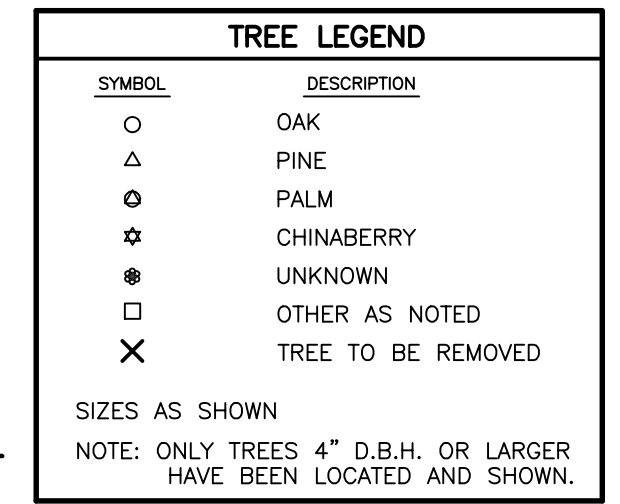 TREE LEGEND
SYMBOL DESCRIPTION
OAK
PINE
PALM
CHINABERRY
UNKNOWN
OTHER AS NOTED
TREE TO BE REMOVED
SIZES AS SHOWN
NOTE: ONLY TREES 4" D.B.H. OR LARGER
HAVE BEEN LOCATED AND SHOWN.